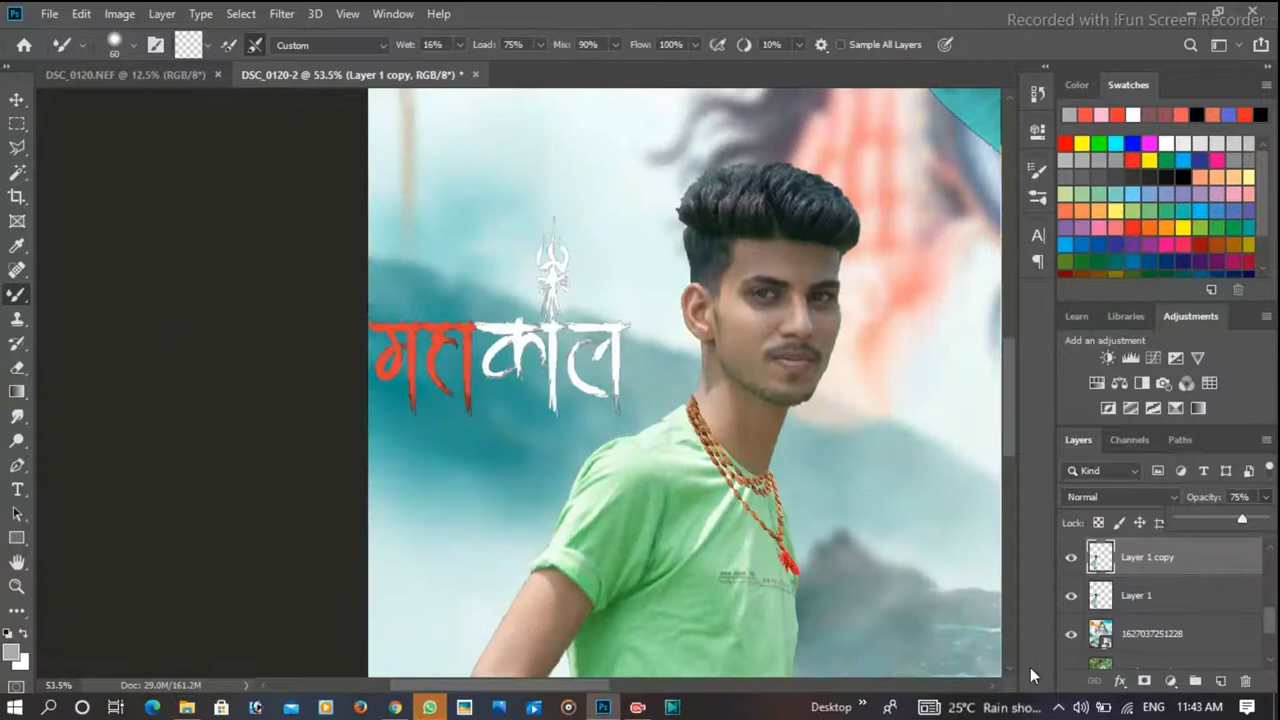 Recorded with iFun Screen Recorder
Ps File Edit Image Layer Type Select Filter 3D View Window Help
60 Custom Wet: 16% Load: 75% Mix: 90% Flow: 100% 10% Sample All Layers
DSC_0120.NEF @ 12.5% (RGB/8*) × DSC_0120-2 @ 53.5% (Layer 1 copy, RGB/8*) * ×
Color Swatches
महाकाल
Learn Libraries Adjustments
Add an adjustment
Layers Channels Paths
Kind
Normal Opacity: 75%
Lock:
Layer 1 copy
Layer 1
1627037251228
53.5% Doc: 29.0M/161.2M
Desktop 25°C Rain sho... ENG 11:43 AM